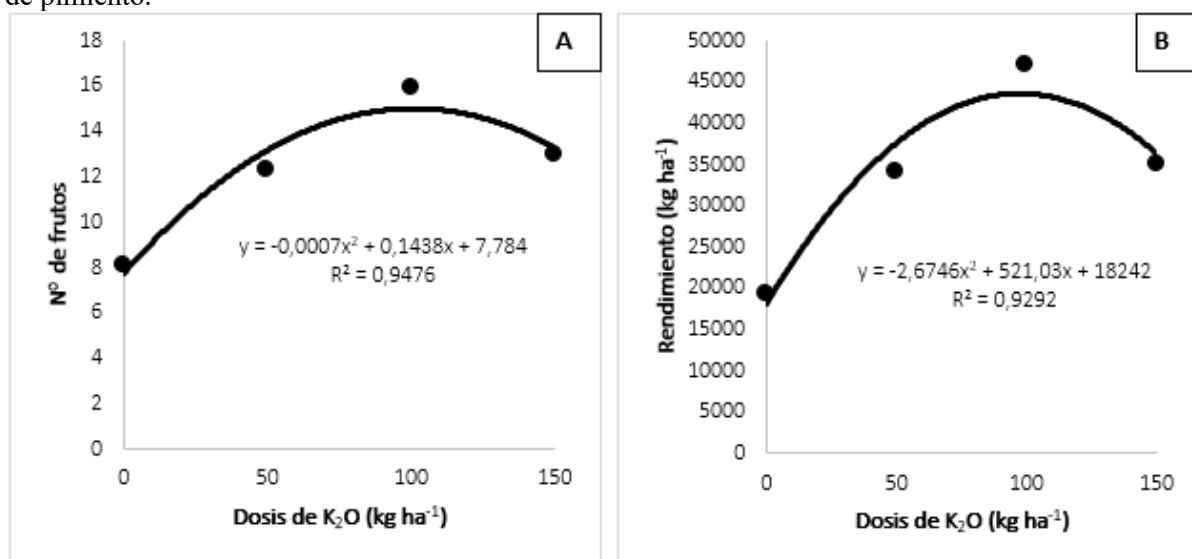 de pimiento.
A
18
16
14
12
10
8
6
4
2
0
Nº de frutos
y = -0,0007x² + 0,1438x + 7,784
R² = 0,9476
0 50 100 150
Dosis de K₂O (kg ha⁻¹)
B
50000
45000
40000
35000
30000
25000
20000
15000
10000
5000
0
Rendimiento (kg ha⁻¹)
y = -2,6746x² + 521,03x + 18242
R² = 0,9292
0 50 100 150
Dosis de K₂O (kg ha⁻¹)